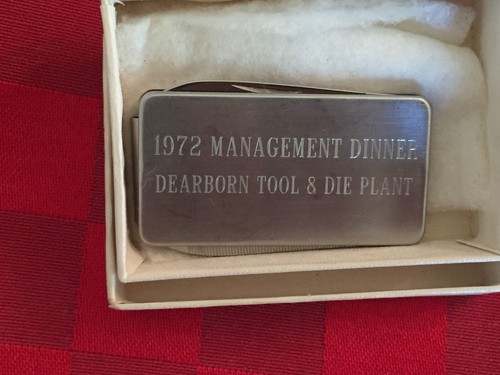 1972 MANAGEMENT DINNER
DEARBORN TOOL & DIE PLANT